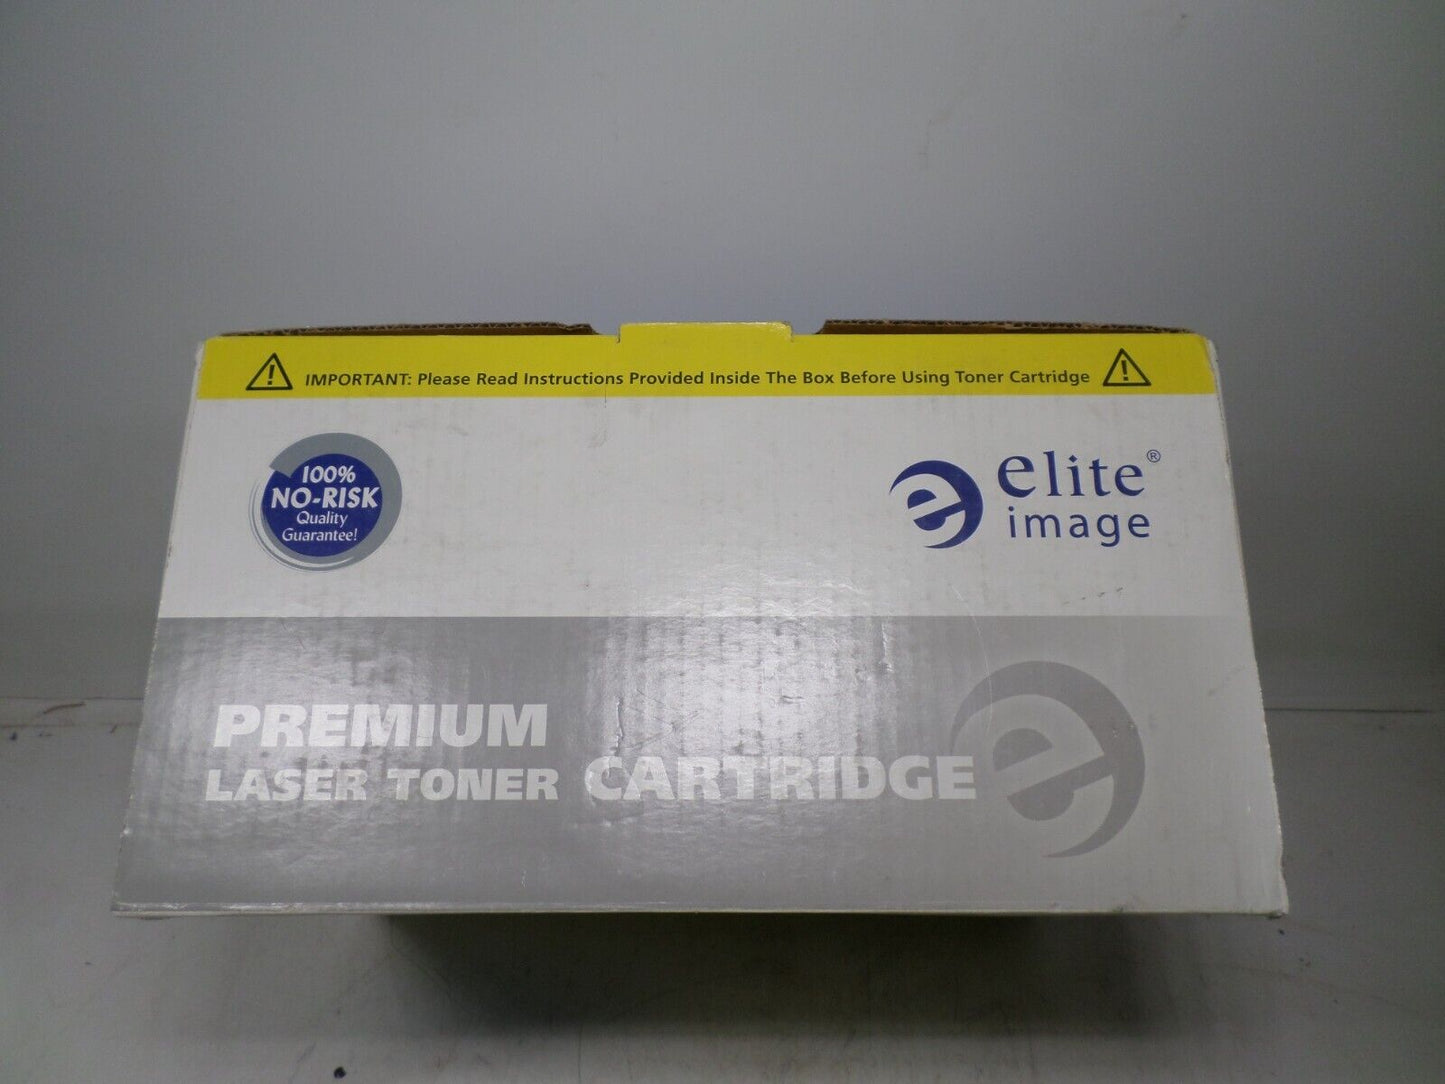 IMPORTANT: Please Read Instructions Provided Inside The Box Before Using Toner Cartridge
100%
NO-RISK
Quality
Guarantee!
e elite®
image
PREMIUM
LASER TONER CARTRIDGE
e